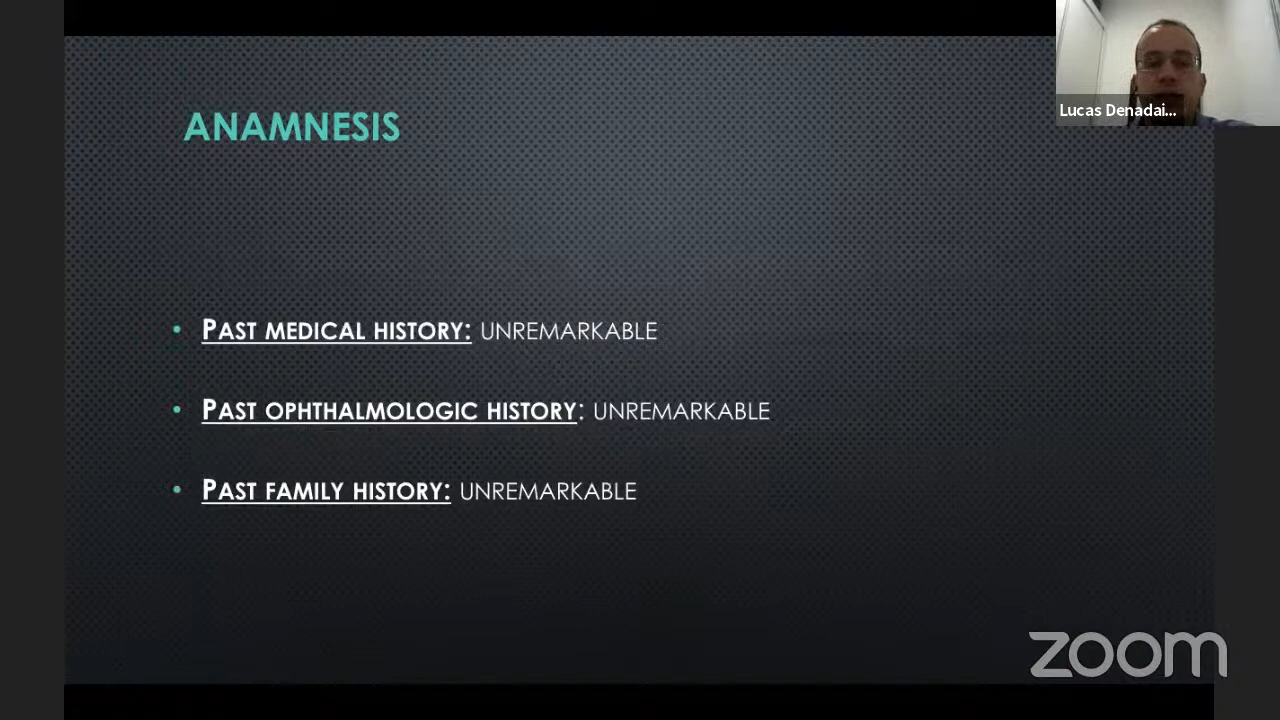 Lucas Denadai...
ANAMNESIS
• PAST MEDICAL HISTORY: UNREMARKABLE
• PAST OPHTHALMOLOGIC HISTORY: UNREMARKABLE
• PAST FAMILY HISTORY: UNREMARKABLE
zoom